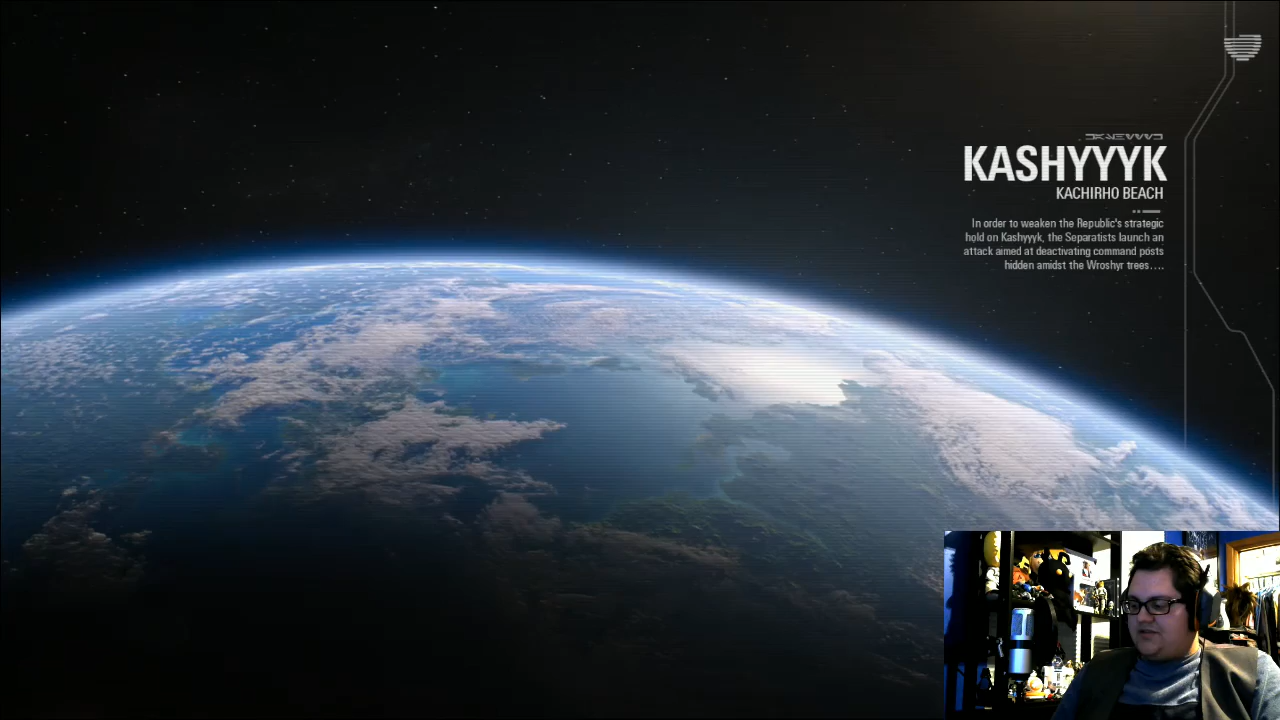 KASHYYYK
KACHIRHO BEACH
In order to weaken the Republic's strategic
hold on Kashyyyk, the Separatists launch an
attack aimed at deactivating command posts
hidden amidst the Wroshyr trees....